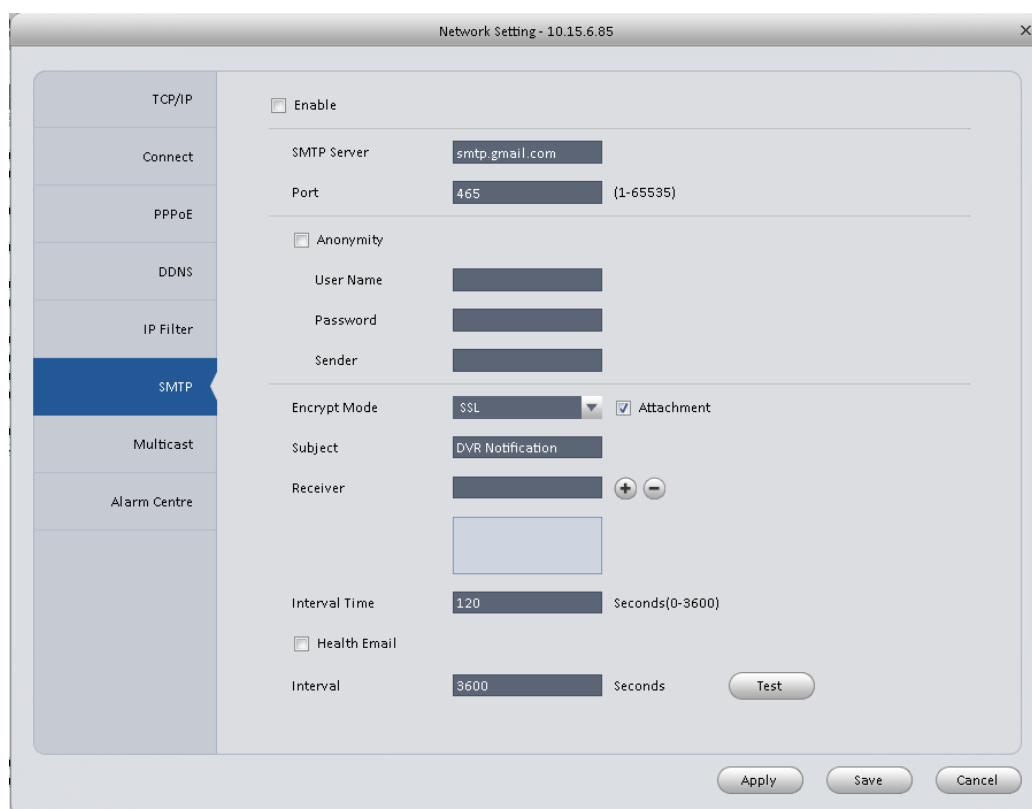 Network Setting - 10.15.6.85
TCP/IP
Connect
PPPoE
DDNS
IP Filter
SMTP
Multicast
Alarm Centre
Enable
SMTP Server smtp.gmail.com
Port 465 (1-65535)
Anonymity
User Name
Password
Sender
Encrypt Mode SSL Attachment
Subject DVR Notification
Receiver
Interval Time 120 Seconds(0-3600)
Health Email
Interval 3600 Seconds Test
Apply Save Cancel